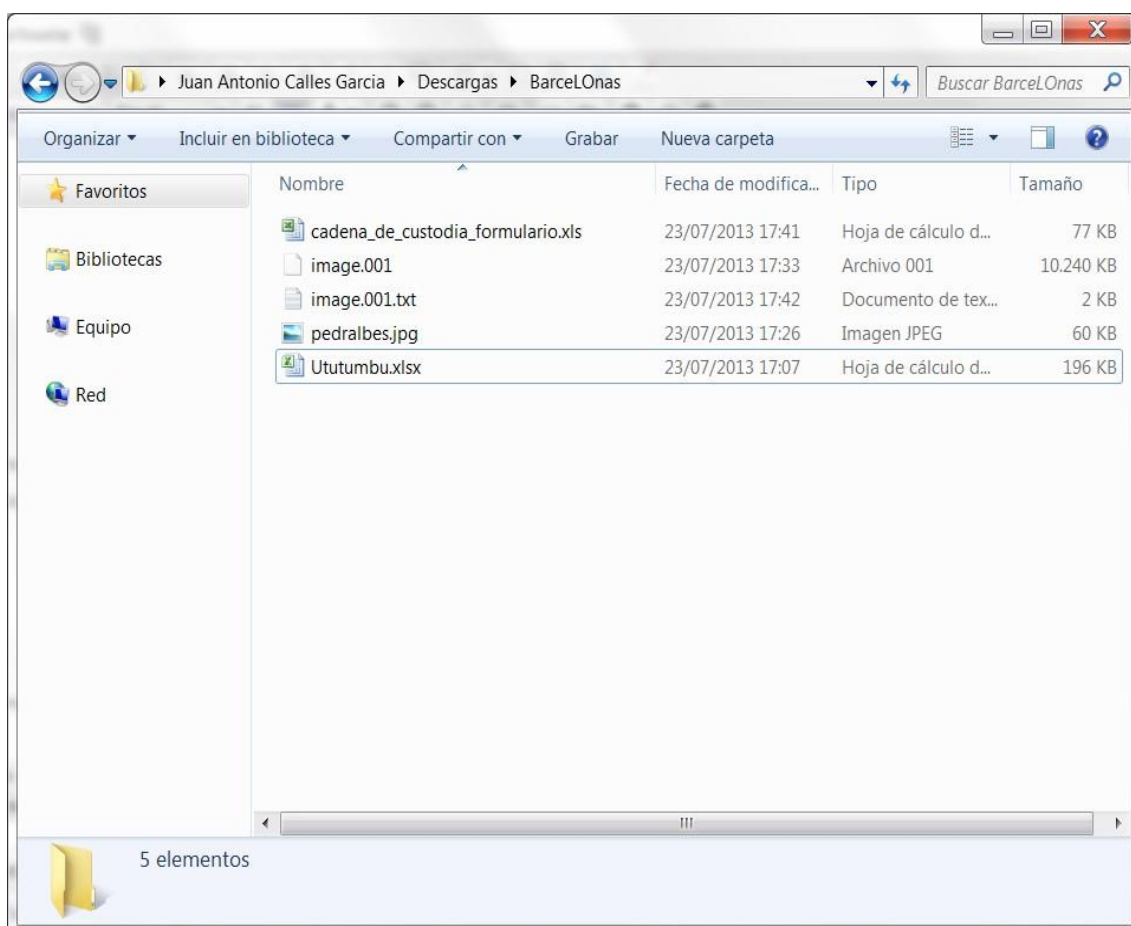 Juan Antonio Calles Garcia Descargas BarceLOnas Buscar BarceLOnas
Organizar Incluir en biblioteca Compartir con Grabar Nueva carpeta
Favoritos
Bibliotecas
Equipo
Red
Nombre Fecha de modifica... Tipo Tamaño
cadena_de_custodia_formulario.xls 23/07/2013 17:41 Hoja de cálculo d... 77 KB
image.001 23/07/2013 17:33 Archivo 001 10.240 KB
image.001.txt 23/07/2013 17:42 Documento de tex... 2 KB
pedralbes.jpg 23/07/2013 17:26 Imagen JPEG 60 KB
Ututumbu.xlsx 23/07/2013 17:07 Hoja de cálculo d... 196 KB
5 elementos